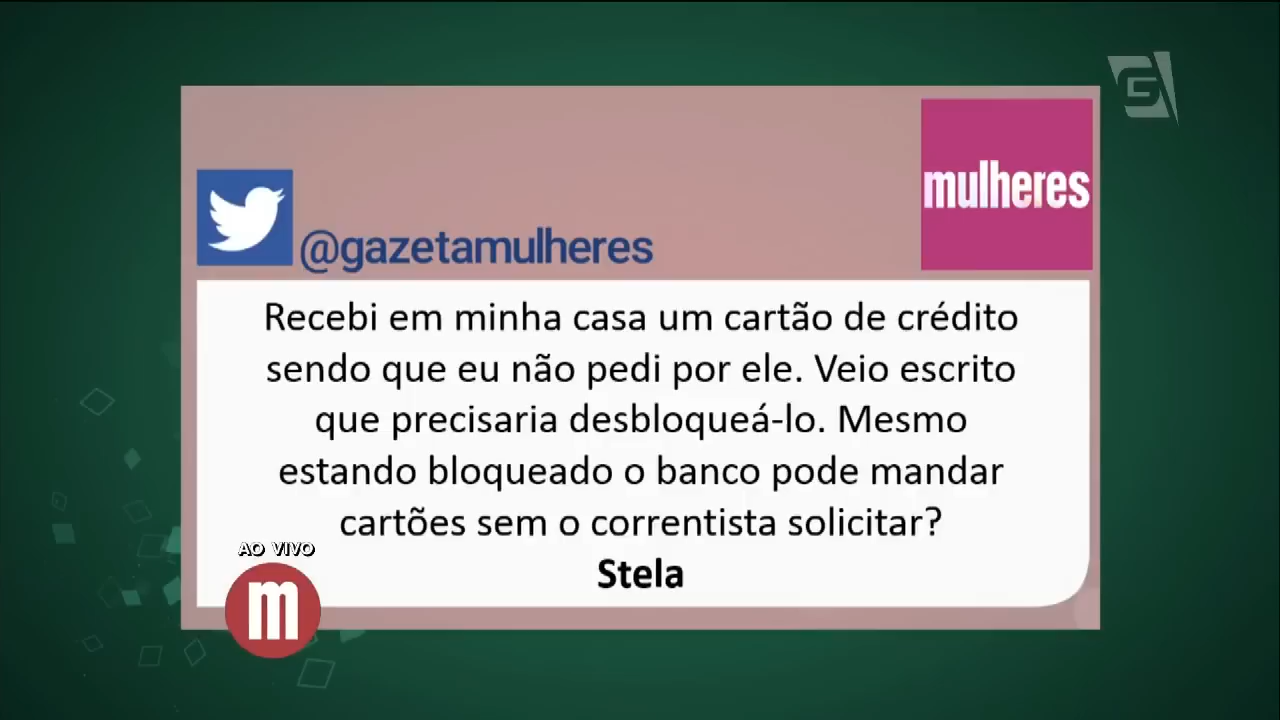 G
mulheres
@gazetamulheres
Recebi em minha casa um cartão de crédito
sendo que eu não pedi por ele. Veio escrito
que precisaria desbloqueá-lo. Mesmo
estando bloqueado o banco pode mandar
cartões sem o correntista solicitar?
Stela
AO VIVO
m